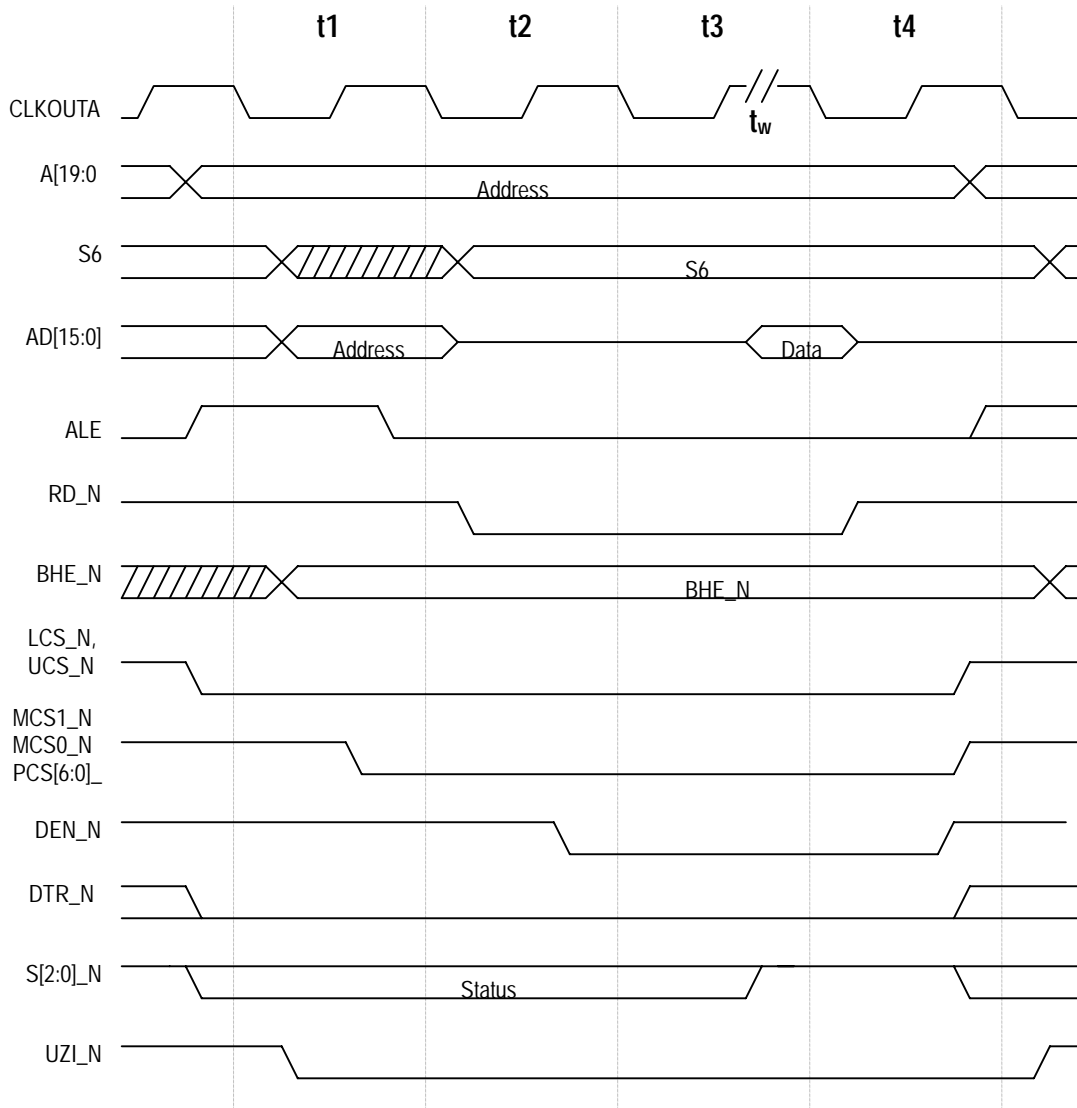 t1 t2 t3 t4
CLKOUTA
tw
A[19:0
Address
S6
S6
AD[15:0]
Address Data
ALE
RD_N
BHE_N
BHE_N
LCS_N,
UCS_N
MCS1_N
MCS0_N
PCS[6:0]_
DEN_N
DTR_N
S[2:0]_N
Status
UZI_N